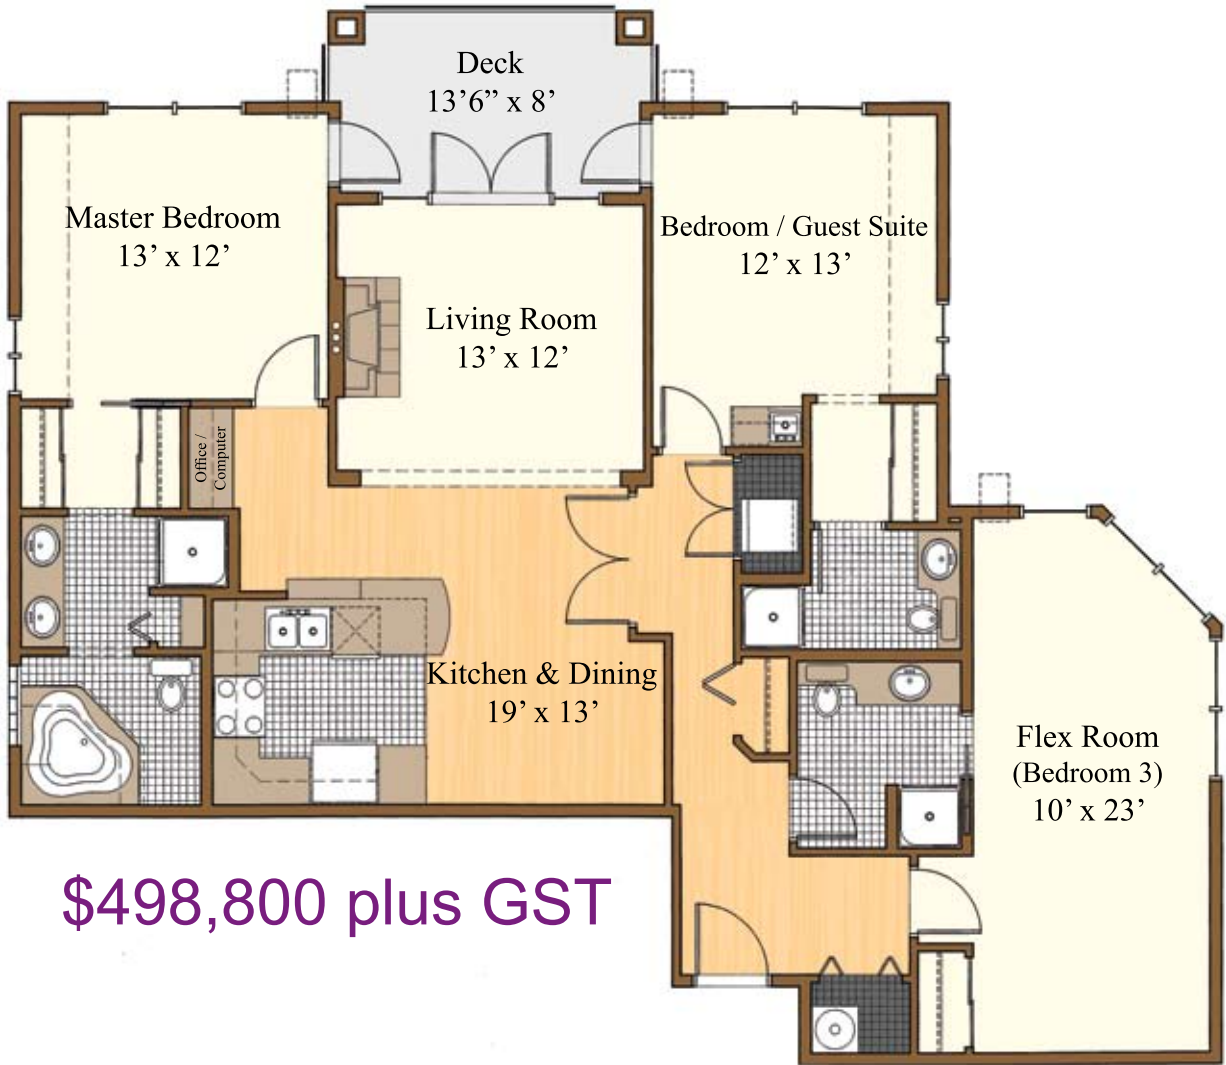 Deck
13’6” x 8’
Master Bedroom
13’ x 12’
Bedroom / Guest Suite
12’ x 13’
Living Room
13’ x 12’
Office /
Computer
Kitchen & Dining
19’ x 13’
Flex Room
(Bedroom 3)
10’ x 23’
$498,800 plus GST